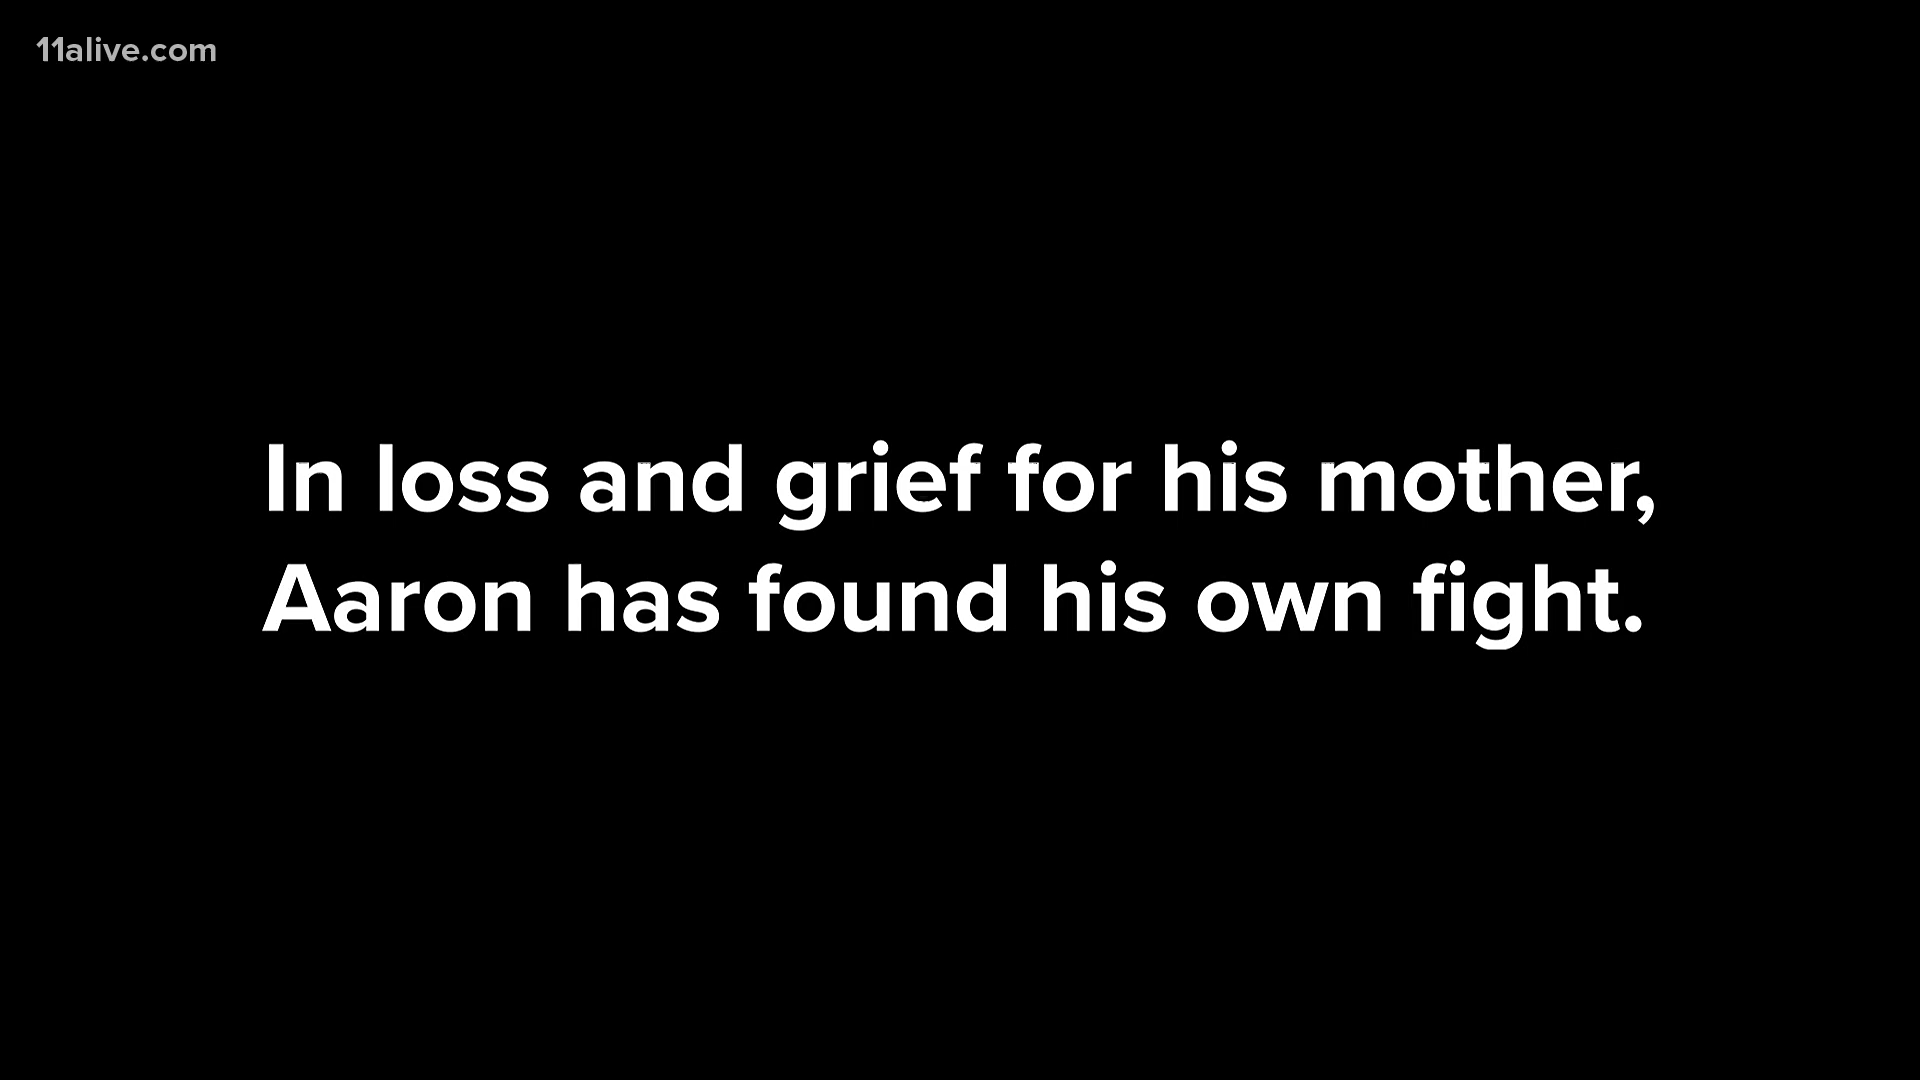 11alive.com
In loss and grief for his mother,
Aaron has found his own fight.